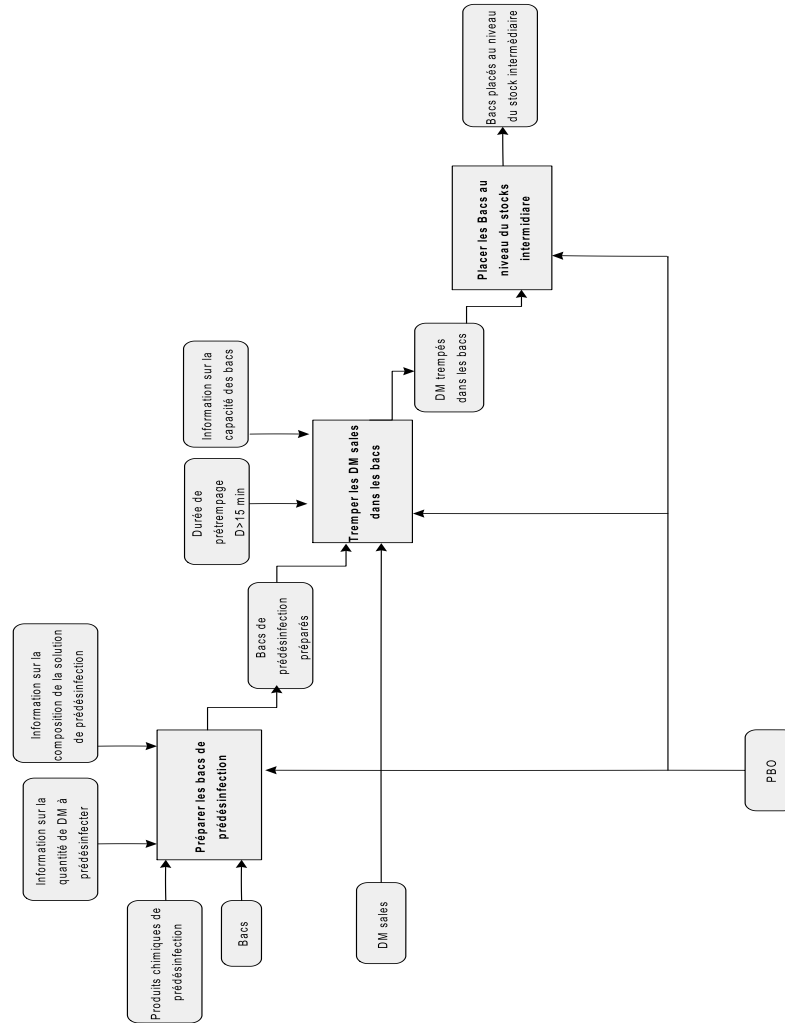 Information sur la
quantité de DM à
prédésinfecter
Information sur la
composition de la solution
de prédésinfection
Produits chimiques de
prédésinfection
Bacs
Préparer les bacs de
prédésinfection
Bacs de
prédésinfection
préparés
Durée de
prétrempage
D>15 min
Information sur la
capacité des bacs
DM sales
Tremper les DM sales
dans les bacs
DM trempés
dans les bacs
Placer les Bacs au
niveau du stocks
intermidiare
Bacs placés au niveau
du stock intermèdiaire
PBO